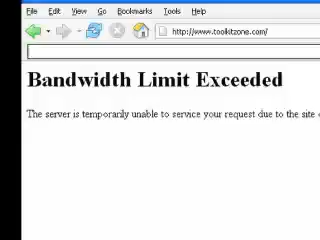 File Edit View Go Bookmarks Tools Help
http://www.toolkitzone.com/
Bandwidth Limit Exceeded
The server is temporarily unable to service your request due to the site